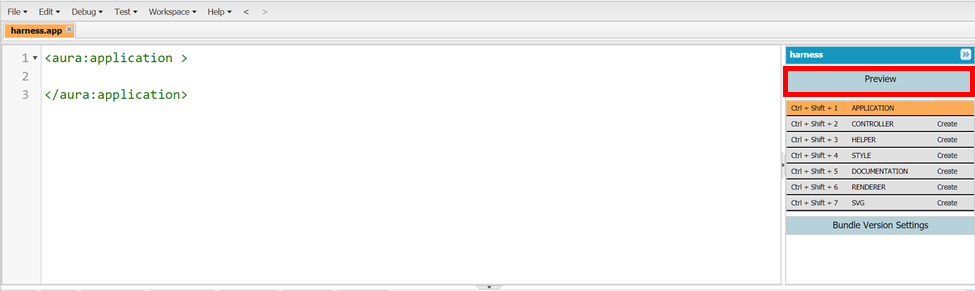 File Edit Debug Test Workspace Help < >
harness.app
1 <aura:application >
2
3 </aura:application>
harness
Preview
Ctrl + Shift + 1 APPLICATION
Ctrl + Shift + 2 CONTROLLER Create
Ctrl + Shift + 3 HELPER Create
Ctrl + Shift + 4 STYLE Create
Ctrl + Shift + 5 DOCUMENTATION Create
Ctrl + Shift + 6 RENDERER Create
Ctrl + Shift + 7 SVG Create
Bundle Version Settings